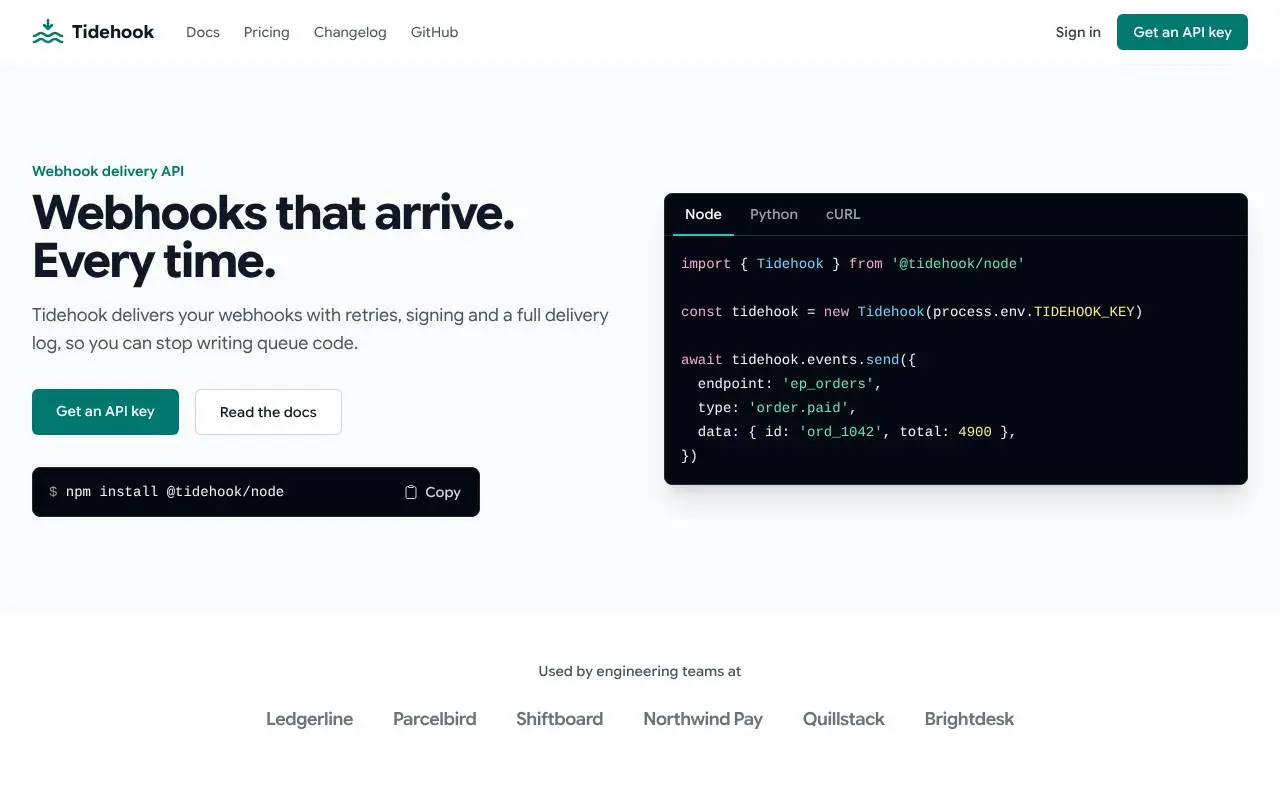 Tidehook
Docs
Pricing
Changelog
GitHub
Sign in
Get an API key
Webhook delivery API
Webhooks that arrive.
Every time.
Tidehook delivers your webhooks with retries, signing and a full delivery
log, so you can stop writing queue code.
Get an API key
Read the docs
$ npm install @tidehook/node
Copy
Node
Python
cURL
import { Tidehook } from '@tidehook/node'
const tidehook = new Tidehook(process.env.TIDEHOOK_KEY)
await tidehook.events.send({
  endpoint: 'ep_orders',
  type: 'order.paid',
  data: { id: 'ord_1042', total: 4900 },
})
Used by engineering teams at
Ledgerline
Parcelbird
Shiftboard
Northwind Pay
Quillstack
Brightdesk